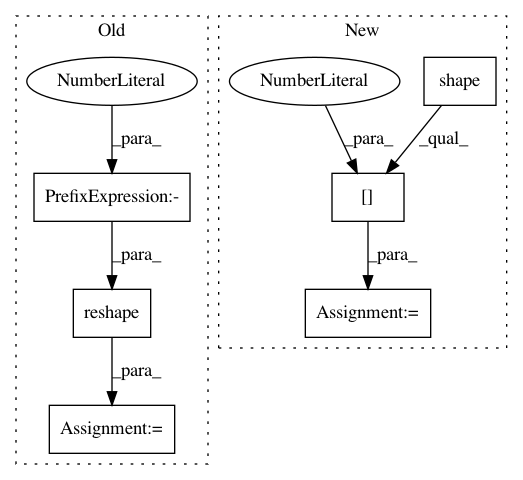 Old
NumberLiteral
_para_
PrefixExpression:-
_para_
reshape
_para_
Assignment:=
New
NumberLiteral
shape
_para_
_qual_
[]
_para_
Assignment:=